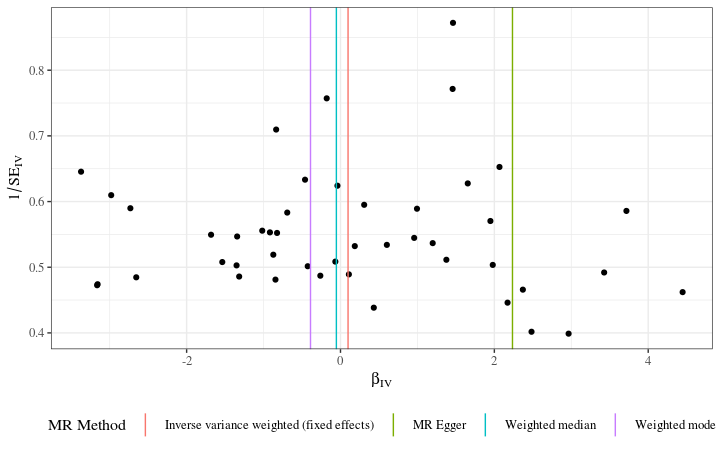 0.8
0.7
0.6
0.5
0.4
1/SE_IV
-2 0 2 4
β_IV
MR Method Inverse variance weighted (fixed effects) MR Egger Weighted median Weighted mode